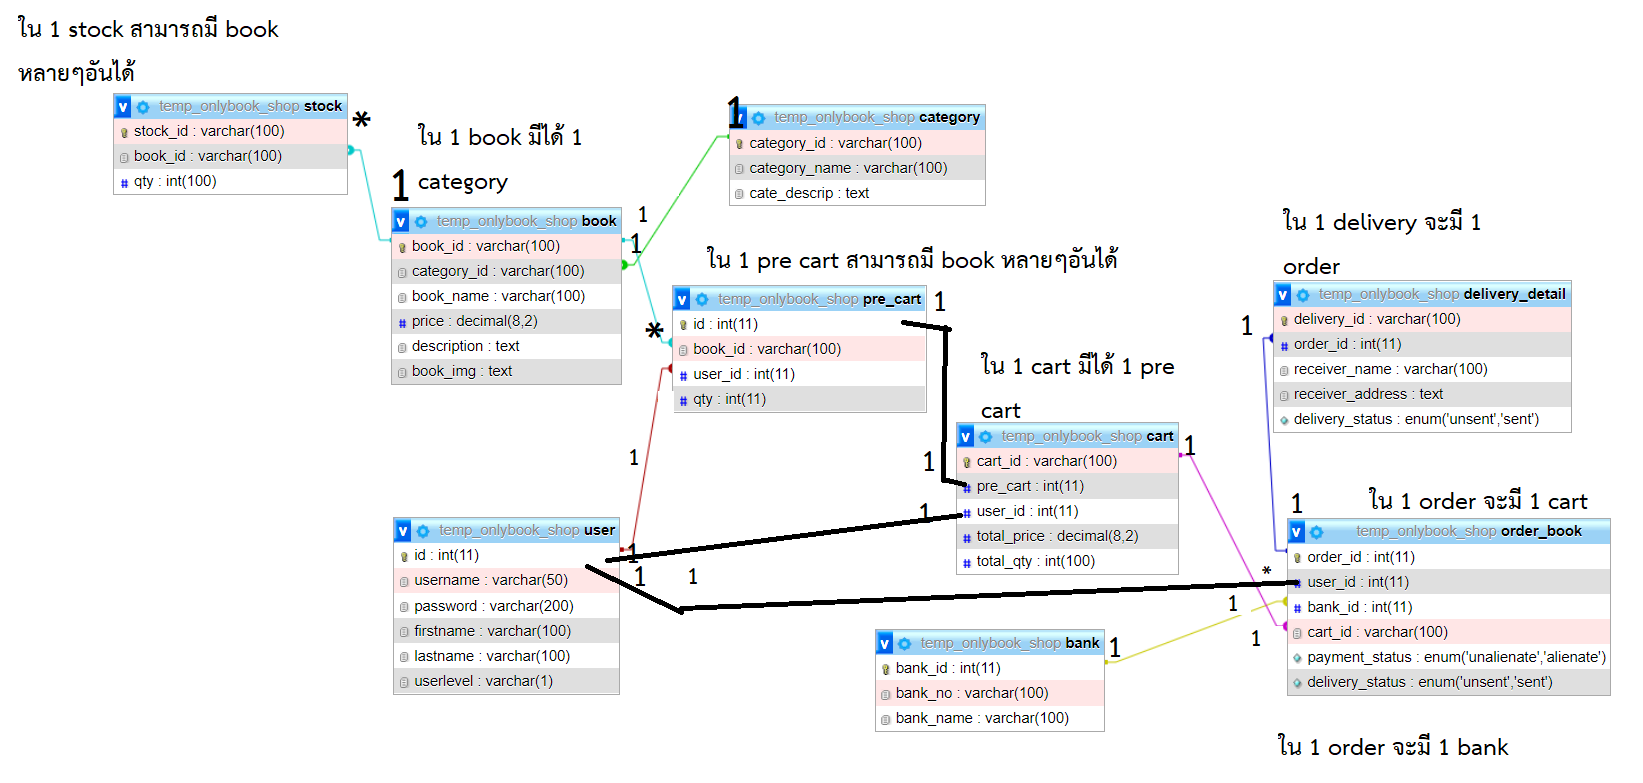 ใน 1 stock สามารถมี book
หลายๆอันได้
temp_onlybook_shop stock
*
stock_id : varchar(100)
book_id : varchar(100)
qty : int(100)
ใน 1 book มีได้ 1
category
1
temp_onlybook_shop book
1
1
book_id : varchar(100)
category_id : varchar(100)
book_name : varchar(100)
price : decimal(8,2)
description : text
book_img : text
1
temp_onlybook_shop category
category_id : varchar(100)
category_name : varchar(100)
cate_descrip : text
ใน 1 pre cart สามารถมี book หลายๆอันได้
temp_onlybook_shop pre_cart
1
*
id : int(11)
book_id : varchar(100)
user_id : int(11)
qty : int(11)
1
ใน 1 cart มีได้ 1 pre
cart
temp_onlybook_shop cart
1
1
1
cart_id : varchar(100)
pre_cart : int(11)
user_id : int(11)
total_price : decimal(8,2)
total_qty : int(100)
ใน 1 delivery จะมี 1
order
temp_onlybook_shop delivery_detail
1
delivery_id : varchar(100)
order_id : int(11)
receiver_name : varchar(100)
receiver_address : text
delivery_status : enum('unsent','sent')
temp_onlybook_shop user
id : int(11)
username : varchar(50)
password : varchar(200)
firstname : varchar(100)
lastname : varchar(100)
userlevel : varchar(1)
1
1
1
ใน 1 order จะมี 1 cart
1
temp_onlybook_shop order_book
*
order_id : int(11)
user_id : int(11)
bank_id : int(11)
cart_id : varchar(100)
payment_status : enum('unalienate','alienate')
delivery_status : enum('unsent','sent')
1
1
temp_onlybook_shop bank
1
bank_id : int(11)
bank_no : varchar(100)
bank_name : varchar(100)
ใน 1 order จะมี 1 bank